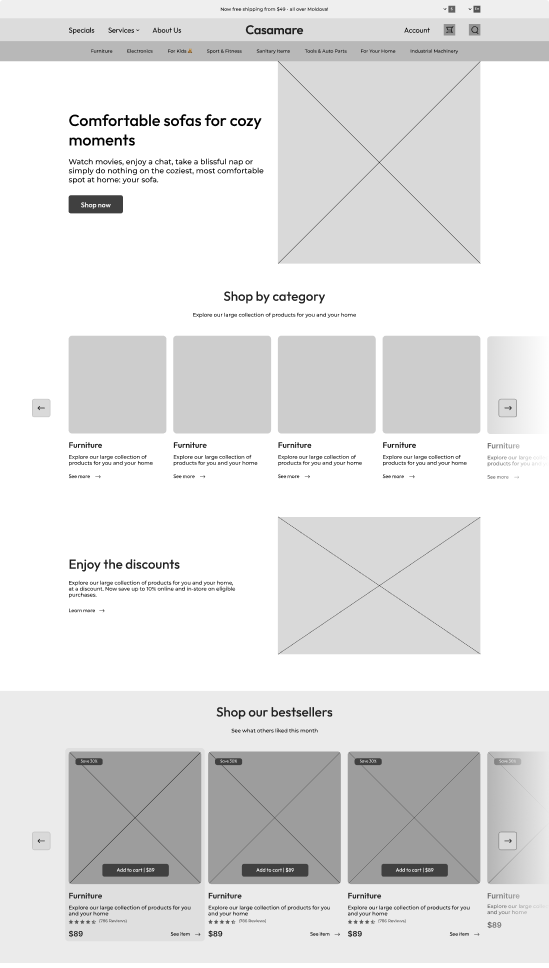 Now free shipping from $49 - all over Moldova!
Specials Services About Us Casamare Account
Furniture Electronics For Kids Sport & Fitness Sanitary Items Tools & Auto Parts For Your Home Industrial Machinery
Comfortable sofas for cozy
moments
Watch movies, enjoy a chat, take a blissful nap or
simply do nothing on the coziest, most comfortable
spot at home: your sofa.
Shop now
Shop by category
Explore our large collection of products for you and your home
Furniture
Explore our large collection of
products for you and your home
See more
Furniture
Explore our large collection of
products for you and your home
See more
Furniture
Explore our large collection of
products for you and your home
See more
Furniture
Explore our large collection of
products for you and your home
See more
Furniture
Explore our large
products for you and
See more
Enjoy the discounts
Explore our large collection of products for you and your home,
at a discount. Now save up to 10% online and in-store on eligible
purchases.
Learn more
Shop our bestsellers
See what others liked this month
Save 30%
Add to cart | $89
Furniture
Explore our large collection of products for you
and your home
(786 Reviews)
$89
See item
Save 30%
Add to cart | $89
Furniture
Explore our large collection of products for you
and your home
(786 Reviews)
$89
See item
Save 30%
Add to cart | $89
Furniture
Explore our large collection of products for you
and your home
(786 Reviews)
$89
See item
Save 30%
Furniture
Explore our large
and your home
$89